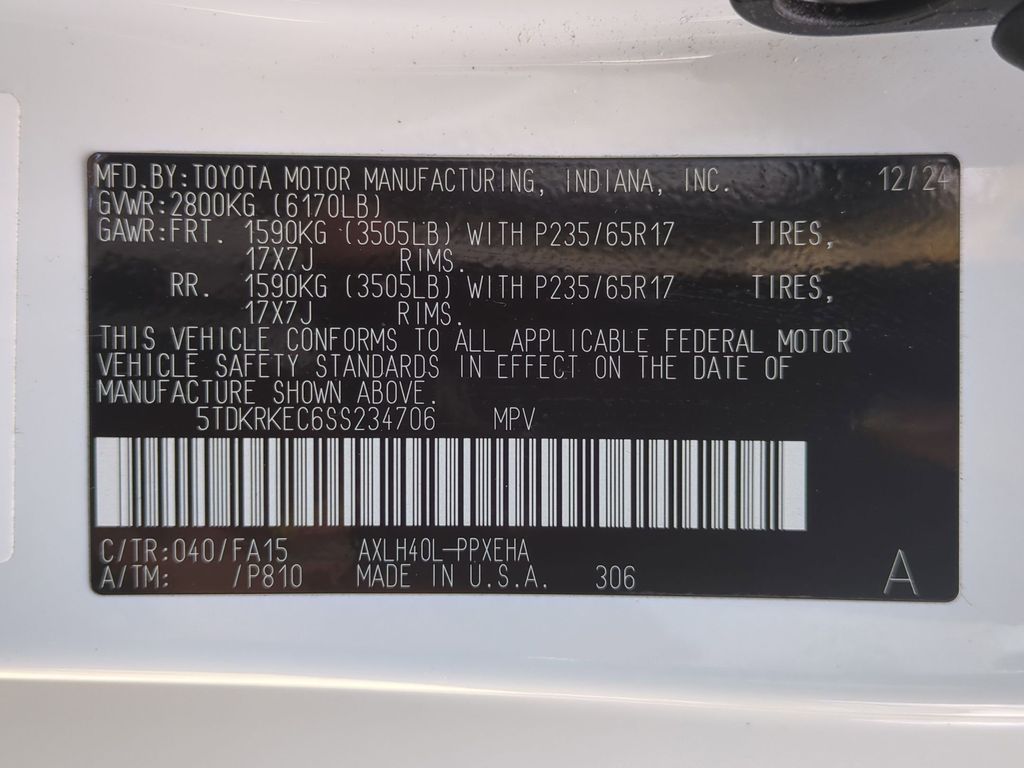 MFD.BY:TOYOTA MOTOR MANUFACTURING, INDIANA, INC. 12/24
GVWR:2800KG (6170LB)
GAWR:FRT. 1590KG (3505LB) WITH P235/65R17 TIRES,
17X7J RIMS.
RR. 1590KG (3505LB) WITH P235/65R17 TIRES,
17X7J RIMS.
THIS VEHICLE CONFORMS TO ALL APPLICABLE FEDERAL MOTOR
VEHICLE SAFETY STANDARDS IN EFFECT ON THE DATE OF
MANUFACTURE SHOWN ABOVE.
5TDKRKEC6SS234706 MPV
C/TR:040/FA15 AXLH40L-PPXEHA
A/TM: /P810 MADE IN U.S.A. 306 A